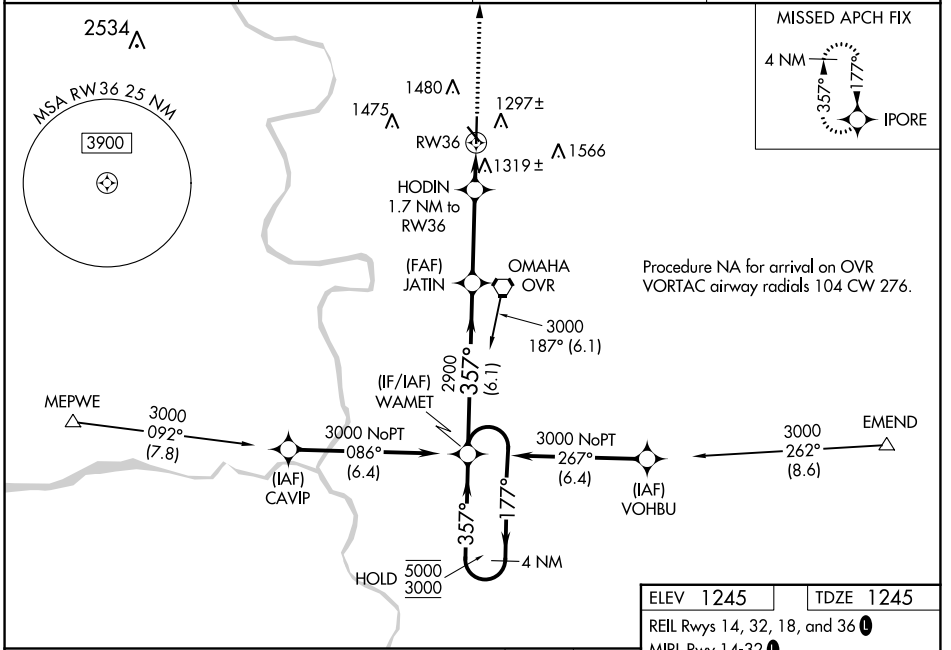 2534
MSA RW36 25 NM
3900
1480
1475
1297±
RW36
1319±
1566
MISSED APCH FIX
4 NM
357°
177°
IPORE
HODIN
1.7 NM to
RW36
(FAF)
JATIN
OMAHA
OVR
Procedure NA for arrival on OVR
VORTAC airway radials 104 CW 276.
3000
187° (6.1)
2900
357°
(6.1)
(IF/IAF)
WAMET
MEPWE
3000
092°
(7.8)
(IAF)
CAVIP
3000 NoPT
086°
(6.4)
3000 NoPT
267°
(6.4)
(IAF)
VOHBU
3000
262°
(8.6)
EMEND
357°
177°
HOLD
5000
3000
4 NM
ELEV 1245
TDZE 1245
REIL Rwys 14, 32, 18, and 36 L
MIRL Rwy 14-32 L